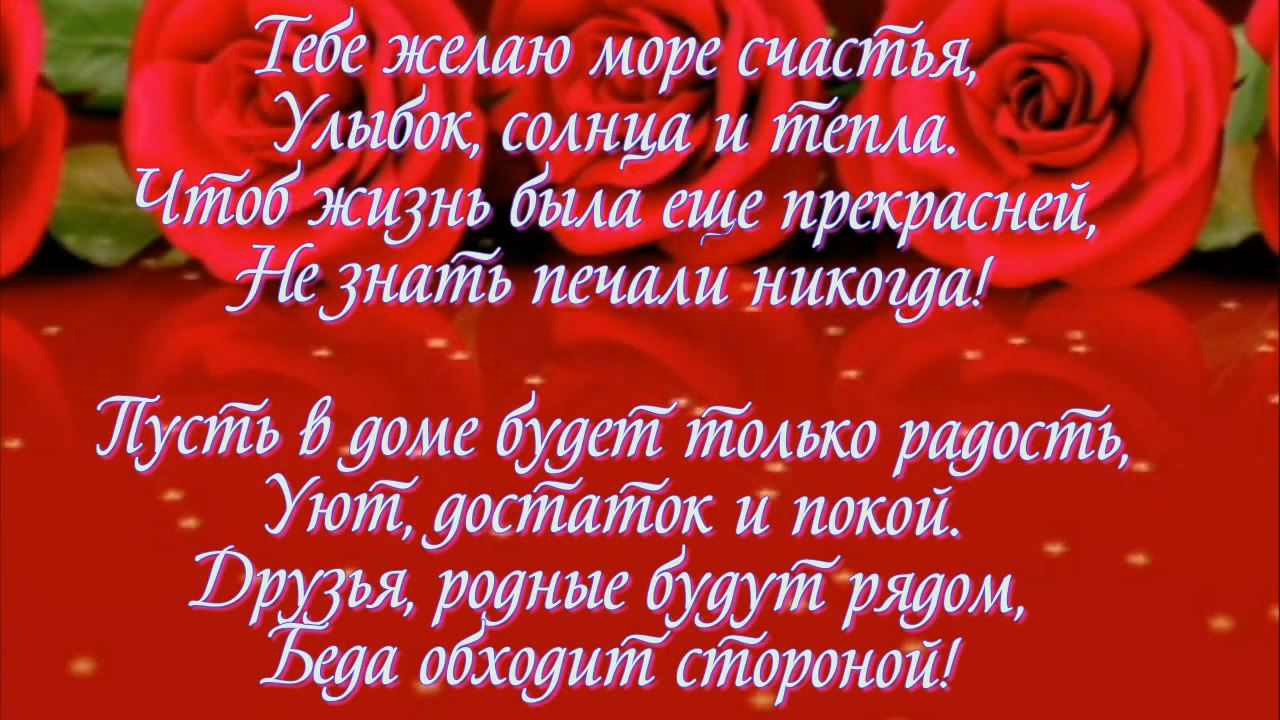 Тебе желаю море счастья,
Улыбок, солнца и тепла.
Чтоб жизнь была еще прекрасней,
Не знать печали никогда!
Пусть в доме будет только радость,
Уют, достаток и покой.
Друзья, родные будут рядом,
Беда обходит стороной!